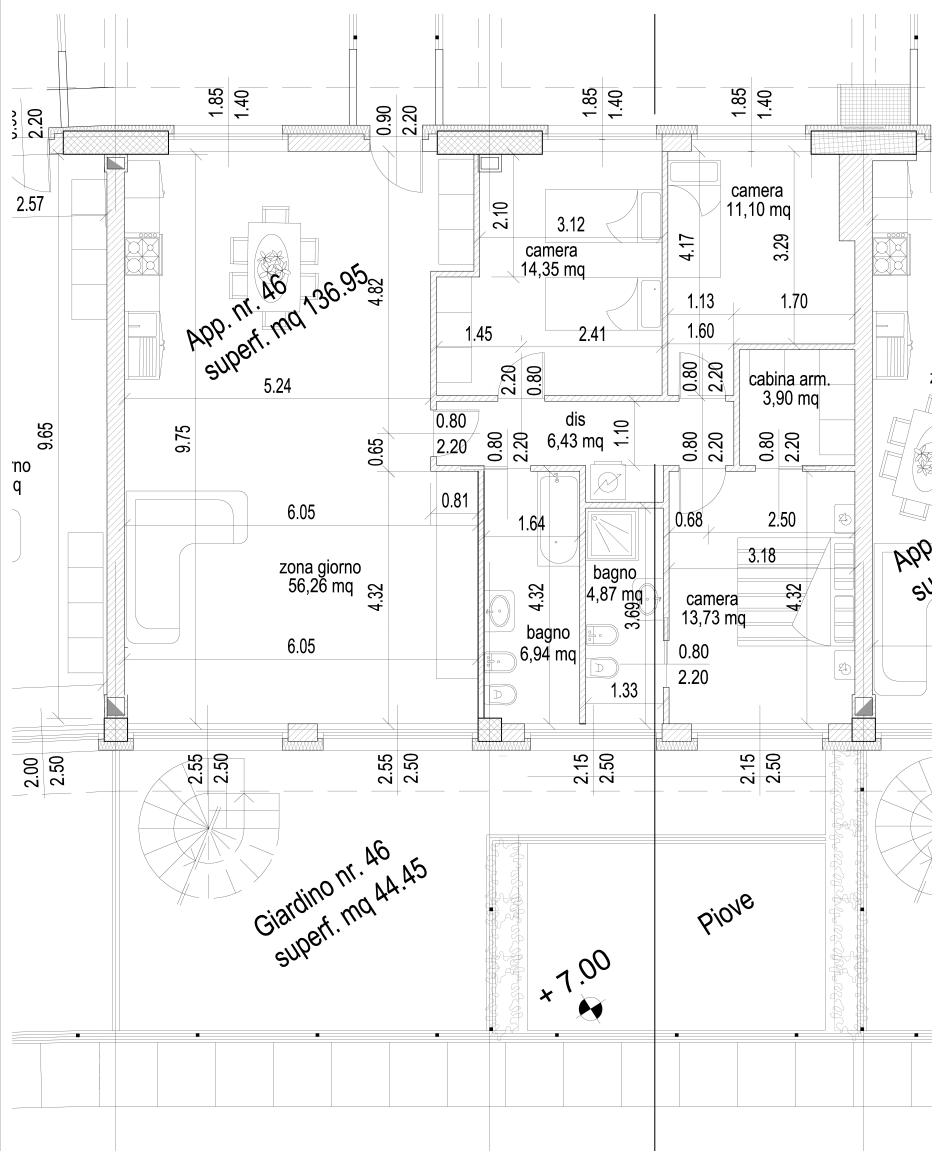 1.85
1.40
0.90
2.20
1.85
1.40
1.85
1.40
2.20
2.57
2.10
3.12
camera
14,35 mq
camera
11,10 mq
4.17
3.29
App. nr. 46
superf. mq 136.95
4.82
1.45
2.41
1.13
1.70
1.60
5.24
2.20
0.80
0.80
2.20
cabina arm.
3,90 mq
9.65
9.75
0.65
0.80
2.20
0.80
2.20
dis
6,43 mq
1.10
0.80
2.20
0.80
2.20
no
q
0.81
6.05
1.64
0.68
2.50
3.18
zona giorno
56,26 mq
4.32
4.32
bagno
4,87 mq
3.69
camera
13,73 mq
4.32
App
su
6.05
bagno
6,94 mq
0.80
2.20
1.33
2.00
2.50
2.55
2.50
2.55
2.50
2.15
2.50
2.15
2.50
Giardino nr. 46
superf. mq 44.45
Piove
+ 7.00